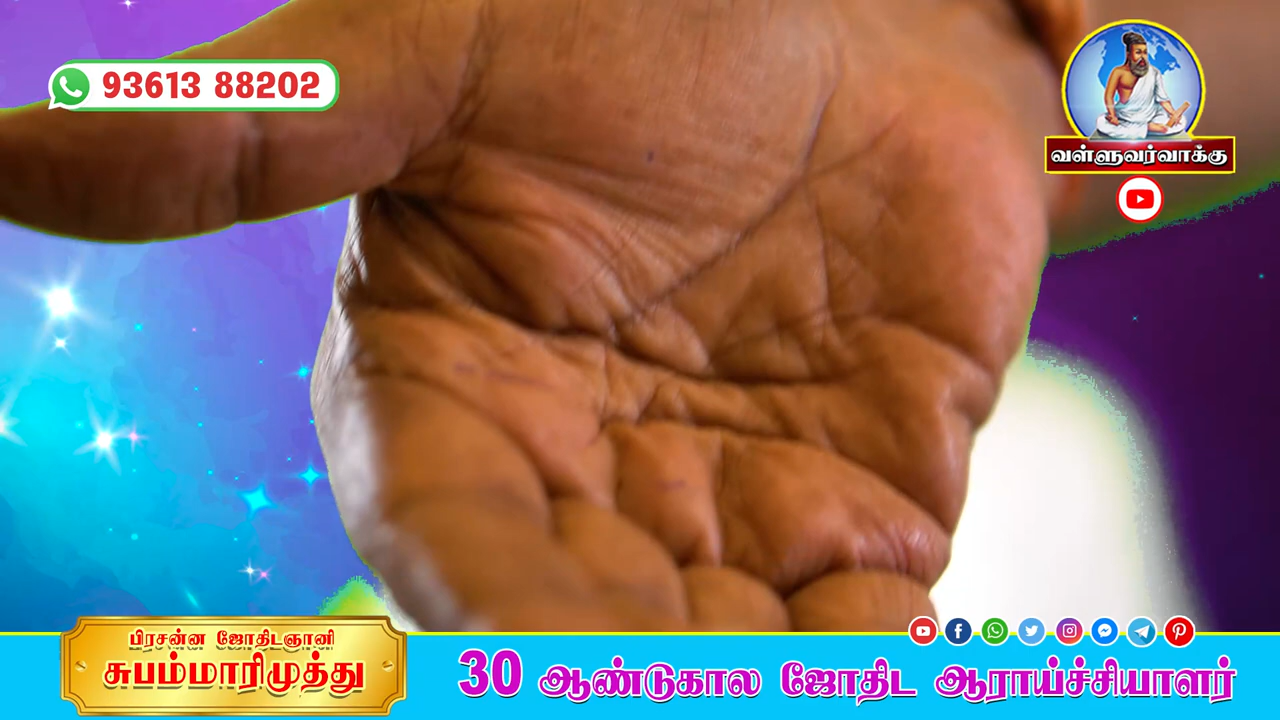 93613 88202
வள்ளுவர்வாக்கு
பிரசன்ன ஜோதிடஞானி
சுபம்மாரிமுத்து
30 ஆண்டுகால ஜோதிட ஆராய்ச்சியாளர்